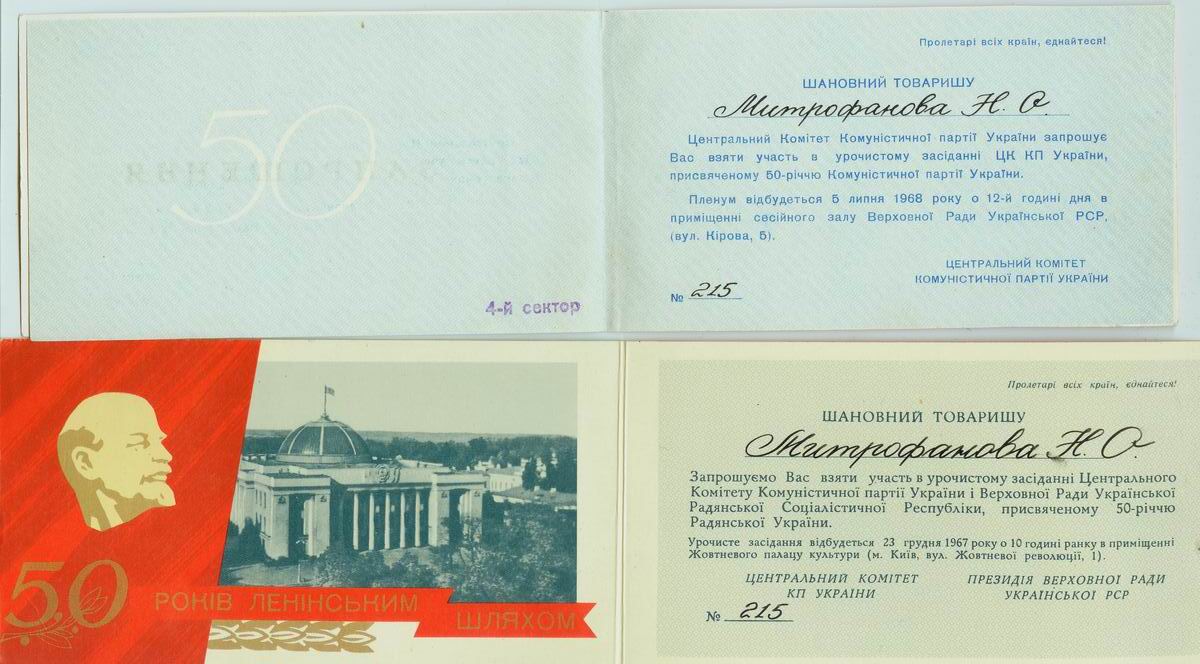 50
4-й сектор
Пролетарі всіх країн, єднайтеся!
ШАНОВНИЙ ТОВАРИШУ
Митрофанова Н. О.
Центральний Комітет Комуністичної партії України запрошує
Вас взяти участь в урочистому засіданні ЦК КП України,
присвяченому 50-річчю Комуністичної партії України.
Пленум відбудеться 5 липня 1968 року о 12-й годині дня в
приміщенні сесійного залу Верховної Ради Української РСР,
(вул. Кірова, 5).
ЦЕНТРАЛЬНИЙ КОМІТЕТ
КОМУНІСТИЧНОЇ ПАРТІЇ УКРАЇНИ
№ 215
50
РОКІВ ЛЕНІНСЬКИМ
ШЛЯХОМ
Пролетарі всіх країн, єднайтеся!
ШАНОВНИЙ ТОВАРИШУ
Митрофанова Н. О.
Запрошуємо Вас взяти участь в урочистому засіданні Центрального
Комітету Комуністичної партії України і Верховної Ради Української
Радянської Соціалістичної Республіки, присвяченому 50-річчю
Радянської України.
Урочисте засідання відбудеться 23 грудня 1967 року о 10 годині ранку в приміщенні
Жовтневого палацу культури (м. Київ, вул. Жовтневої революції, 1).
ЦЕНТРАЛЬНИЙ КОМІТЕТ
КП УКРАЇНИ
ПРЕЗИДІЯ ВЕРХОВНОЇ РАДИ
УКРАЇНСЬКОЇ РСР
№ 215